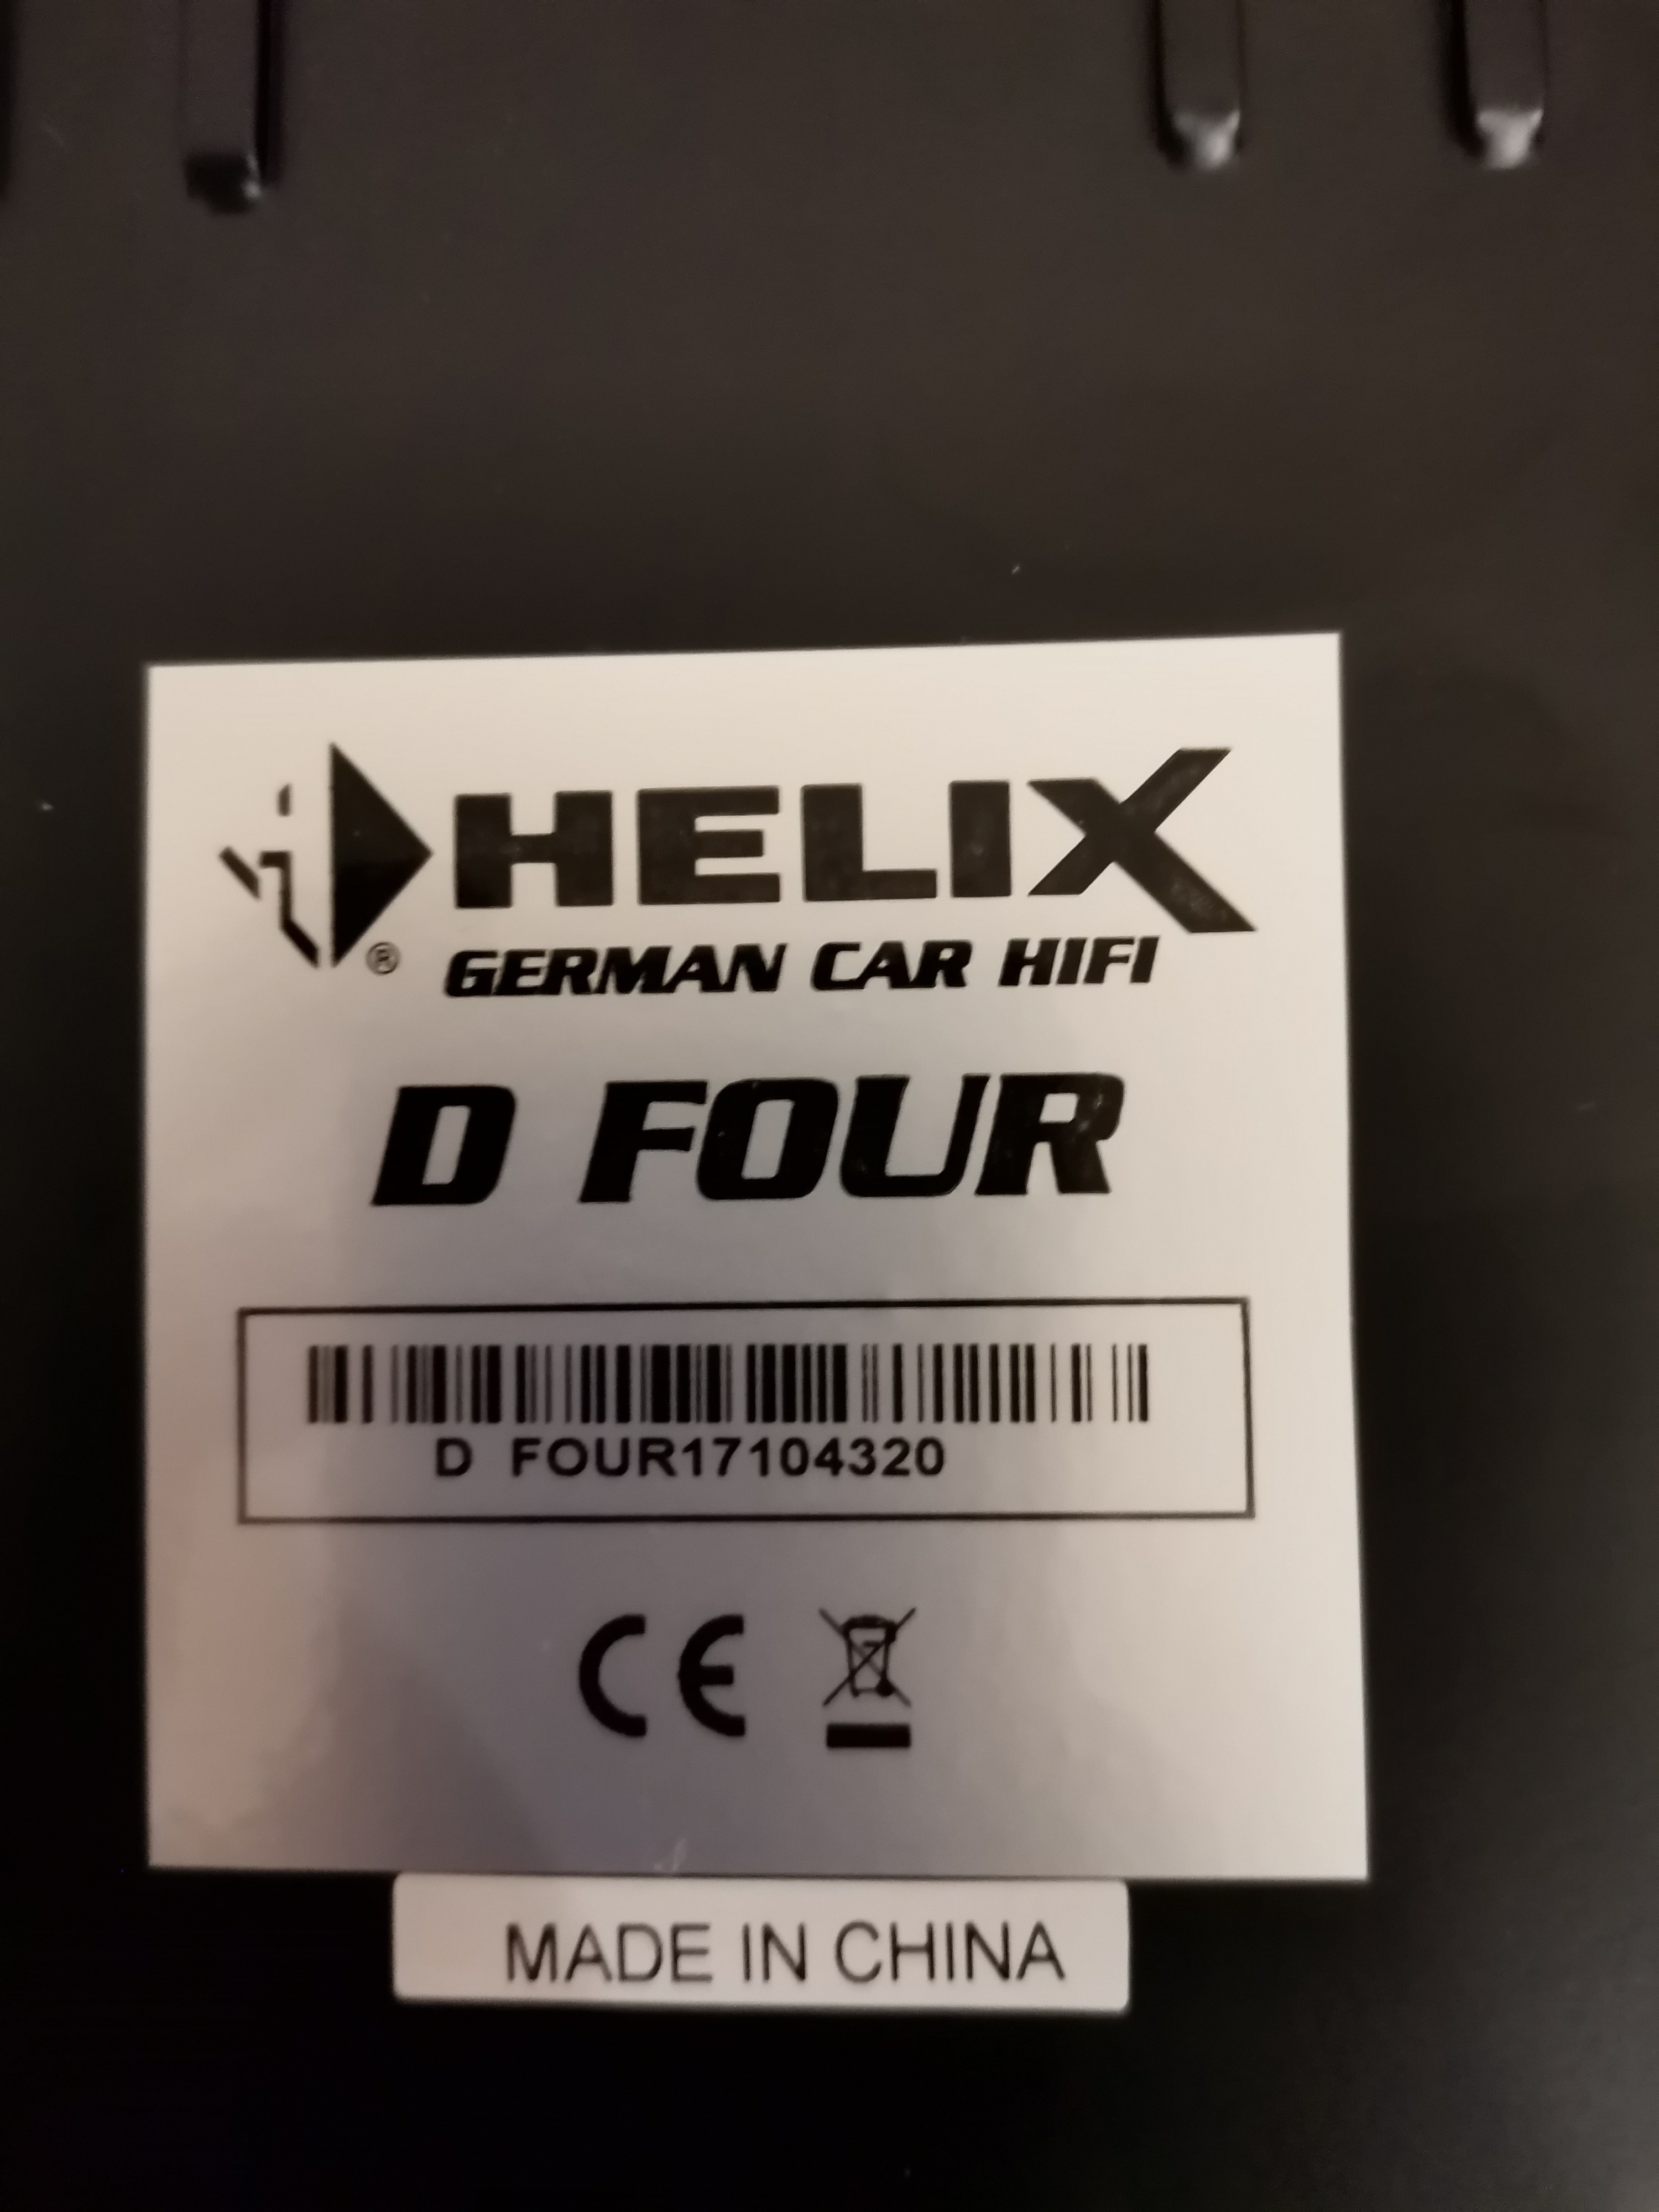 HELIX
®
GERMAN CAR HIFI
D FOUR
D FOUR17104320
CE
MADE IN CHINA